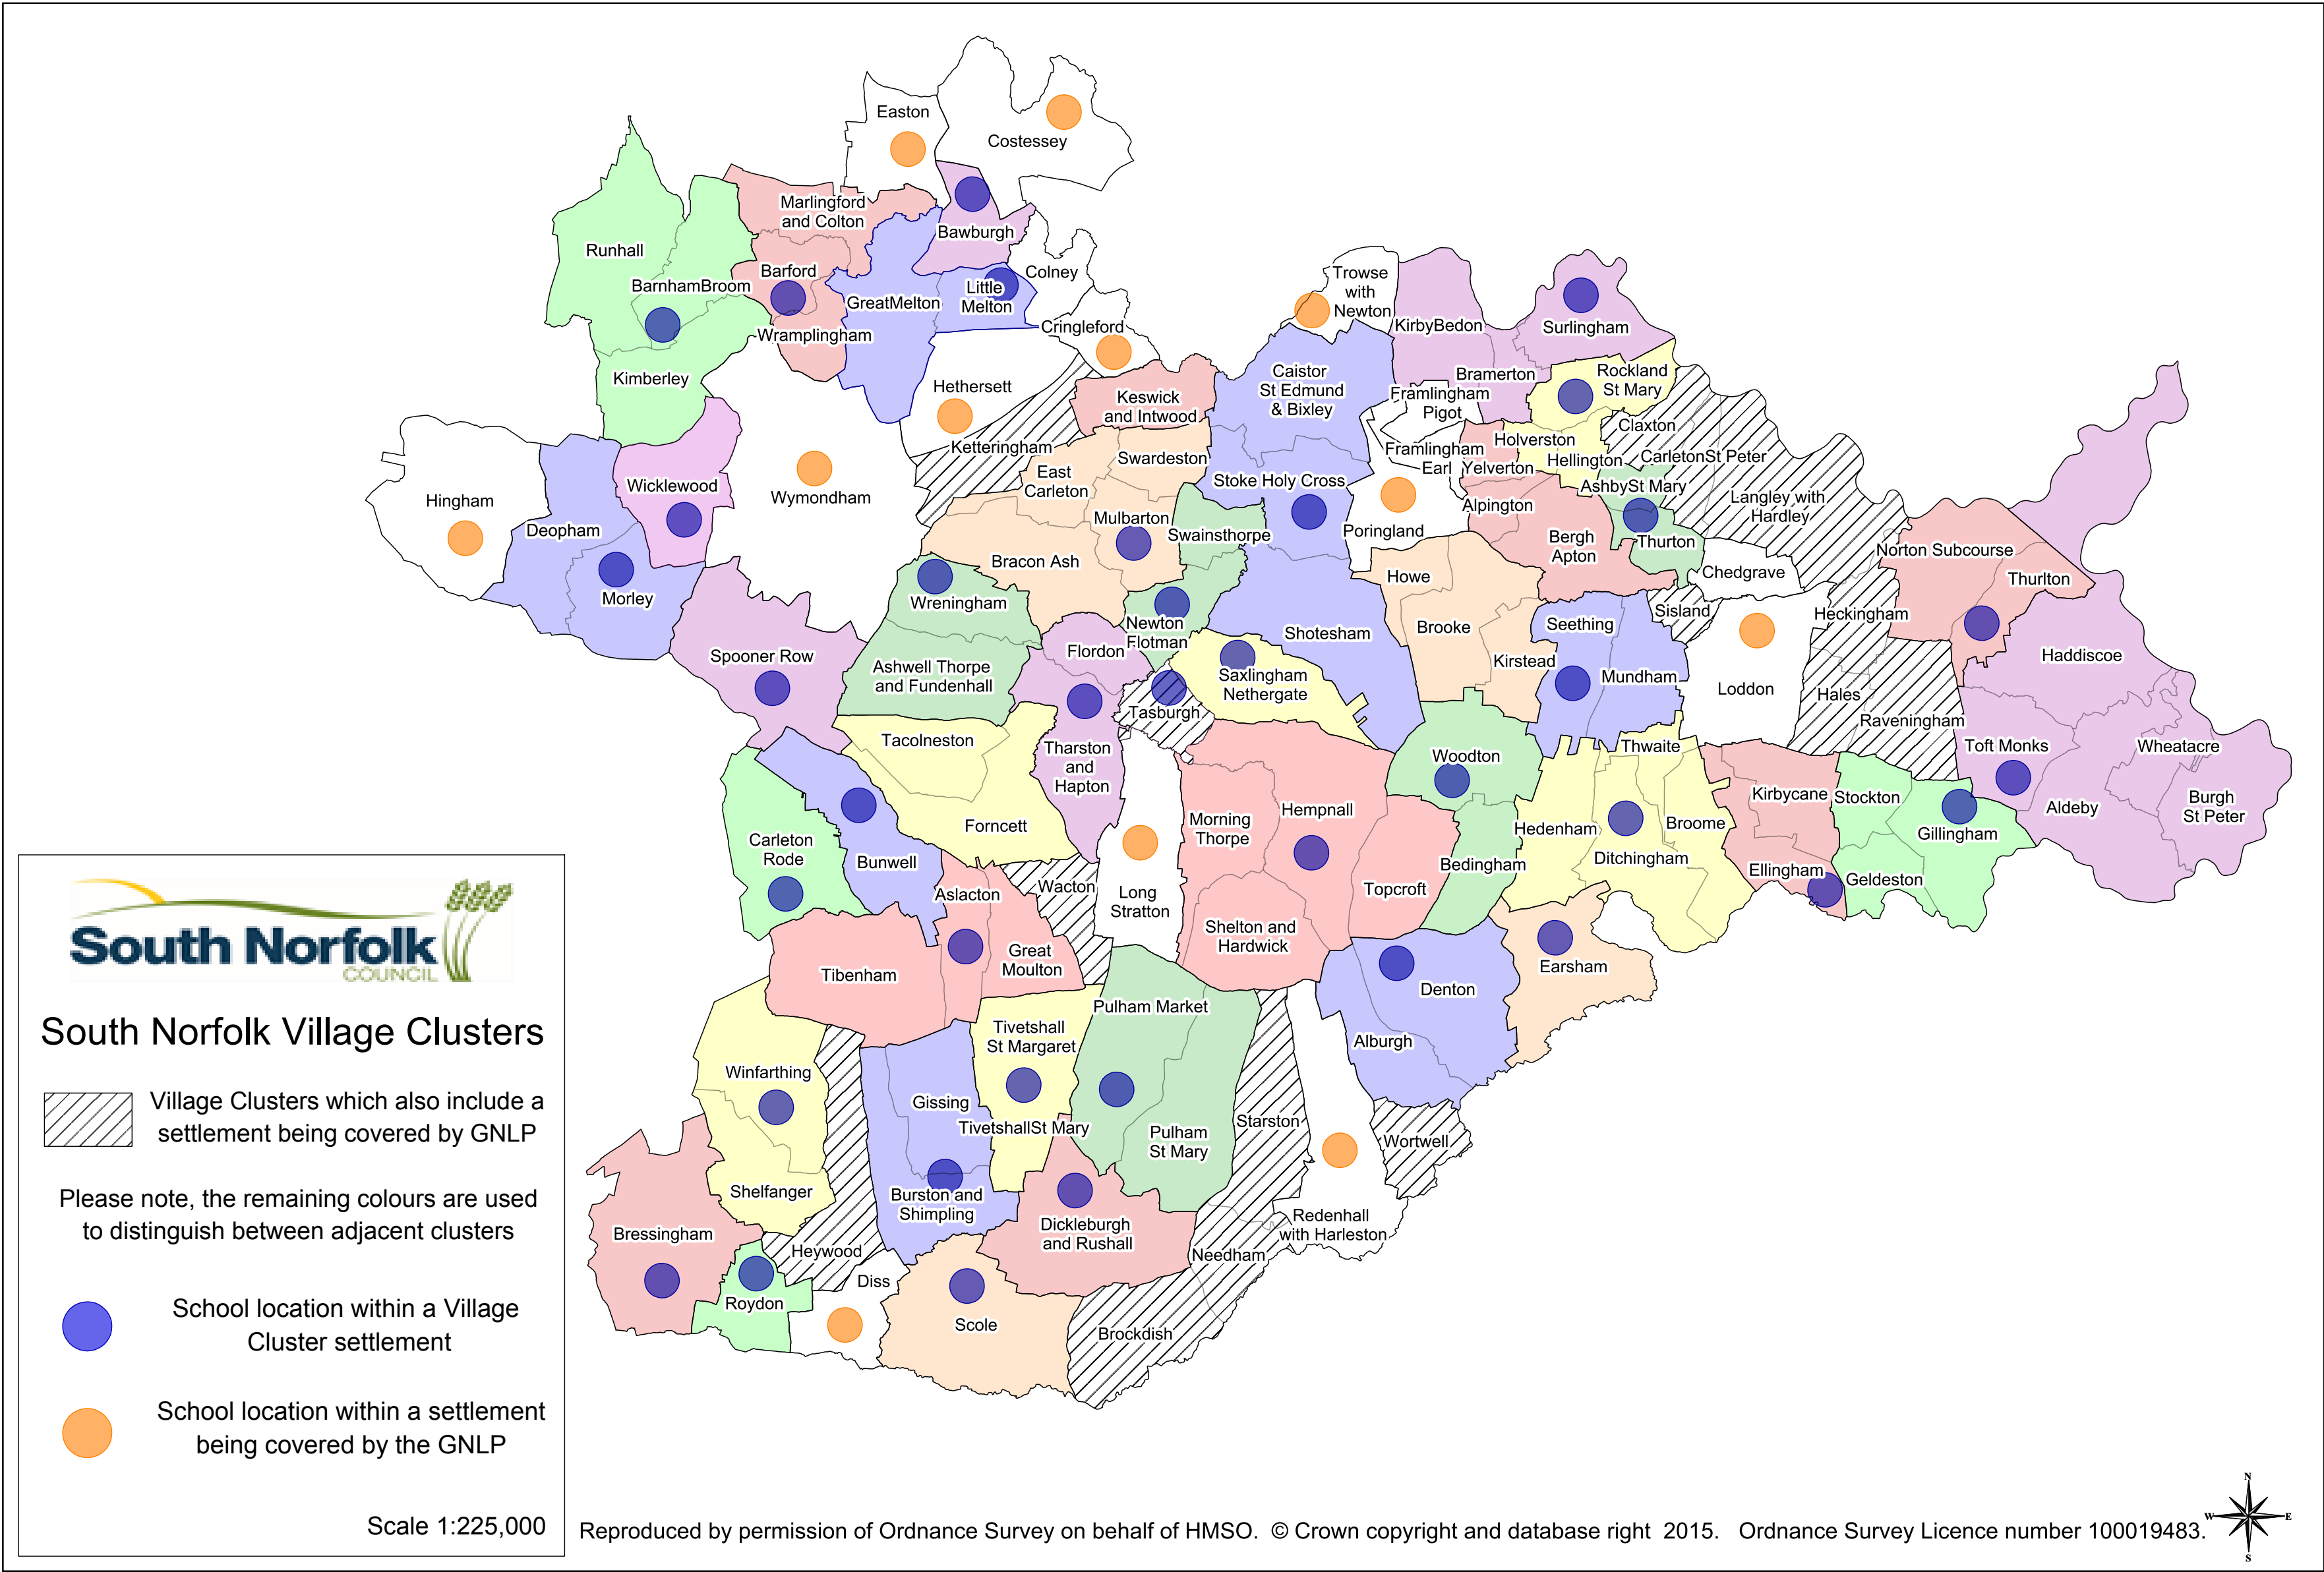 Easton
Costessey
Marlingford
and Colton
Bawburgh
Runhall
BarnhamBroom
Barford
GreatMelton
Little
Melton
Colney
Cringleford
Wramplingham
Kimberley
Hethersett
Ketteringham
Keswick
and Intwood
Trowse
with
Newton
KirbyBedon
Surlingham
Caistor
St Edmund
& Bixley
Bramerton
Rockland
St Mary
Framlingham
Pigot
Claxton
Holverston
Hellington
CarletonSt Peter
Framlingham
Earl
Yelverton
Swardeston
East
Carleton
Stoke Holy Cross
AshbySt Mary
Langley with
Hardley
Wicklewood
Wymondham
Hingham
Deopham
Morley
Mulbarton
Swainsthorpe
Poringland
Alpington
Bergh
Apton
Thurton
Chedgrave
Norton Subcourse
Thurlton
Bracon Ash
Howe
Wreningham
Newton
Flotman
Shotesham
Brooke
Seething
Sisland
Heckingham
Spooner Row
Ashwell Thorpe
and Fundenhall
Flordon
Saxlingham
Nethergate
Kirstead
Mundham
Loddon
Hales
Haddiscoe
Tasburgh
Raveningham
Tacolneston
Tharston
and
Hapton
Woodton
Thwaite
Toft Monks
Wheatacre
Forncett
Morning
Thorpe
Hempnall
Hedenham
Broome
Ditchingham
Kirbycane
Stockton
Gillingham
Aldeby
Burgh
St Peter
Carleton
Rode
Bunwell
Aslacton
Wacton
Long
Stratton
Topcroft
Bedingham
Ellingham
Geldeston
Tibenham
Great
Moulton
Shelton and
Hardwick
Denton
Earsham
Pulham Market
Tivetshall
St Margaret
Alburgh
Winfarthing
Gissing
TivetshallSt Mary
Pulham
St Mary
Starston
Wortwell
Shelfanger
Burston and
Shimpling
Dickleburgh
and Rushall
Redenhall
with Harleston
Bressingham
Heywood
Needham
Diss
Roydon
Scole
Brockdish
South Norfolk
COUNCIL
South Norfolk Village Clusters
Village Clusters which also include a
settlement being covered by GNLP
Please note, the remaining colours are used
to distinguish between adjacent clusters
School location within a Village
Cluster settlement
School location within a settlement
being covered by the GNLP
Scale 1:225,000
Reproduced by permission of Ordnance Survey on behalf of HMSO. © Crown copyright and database right 2015. Ordnance Survey Licence number 100019483.
N
W
E
S